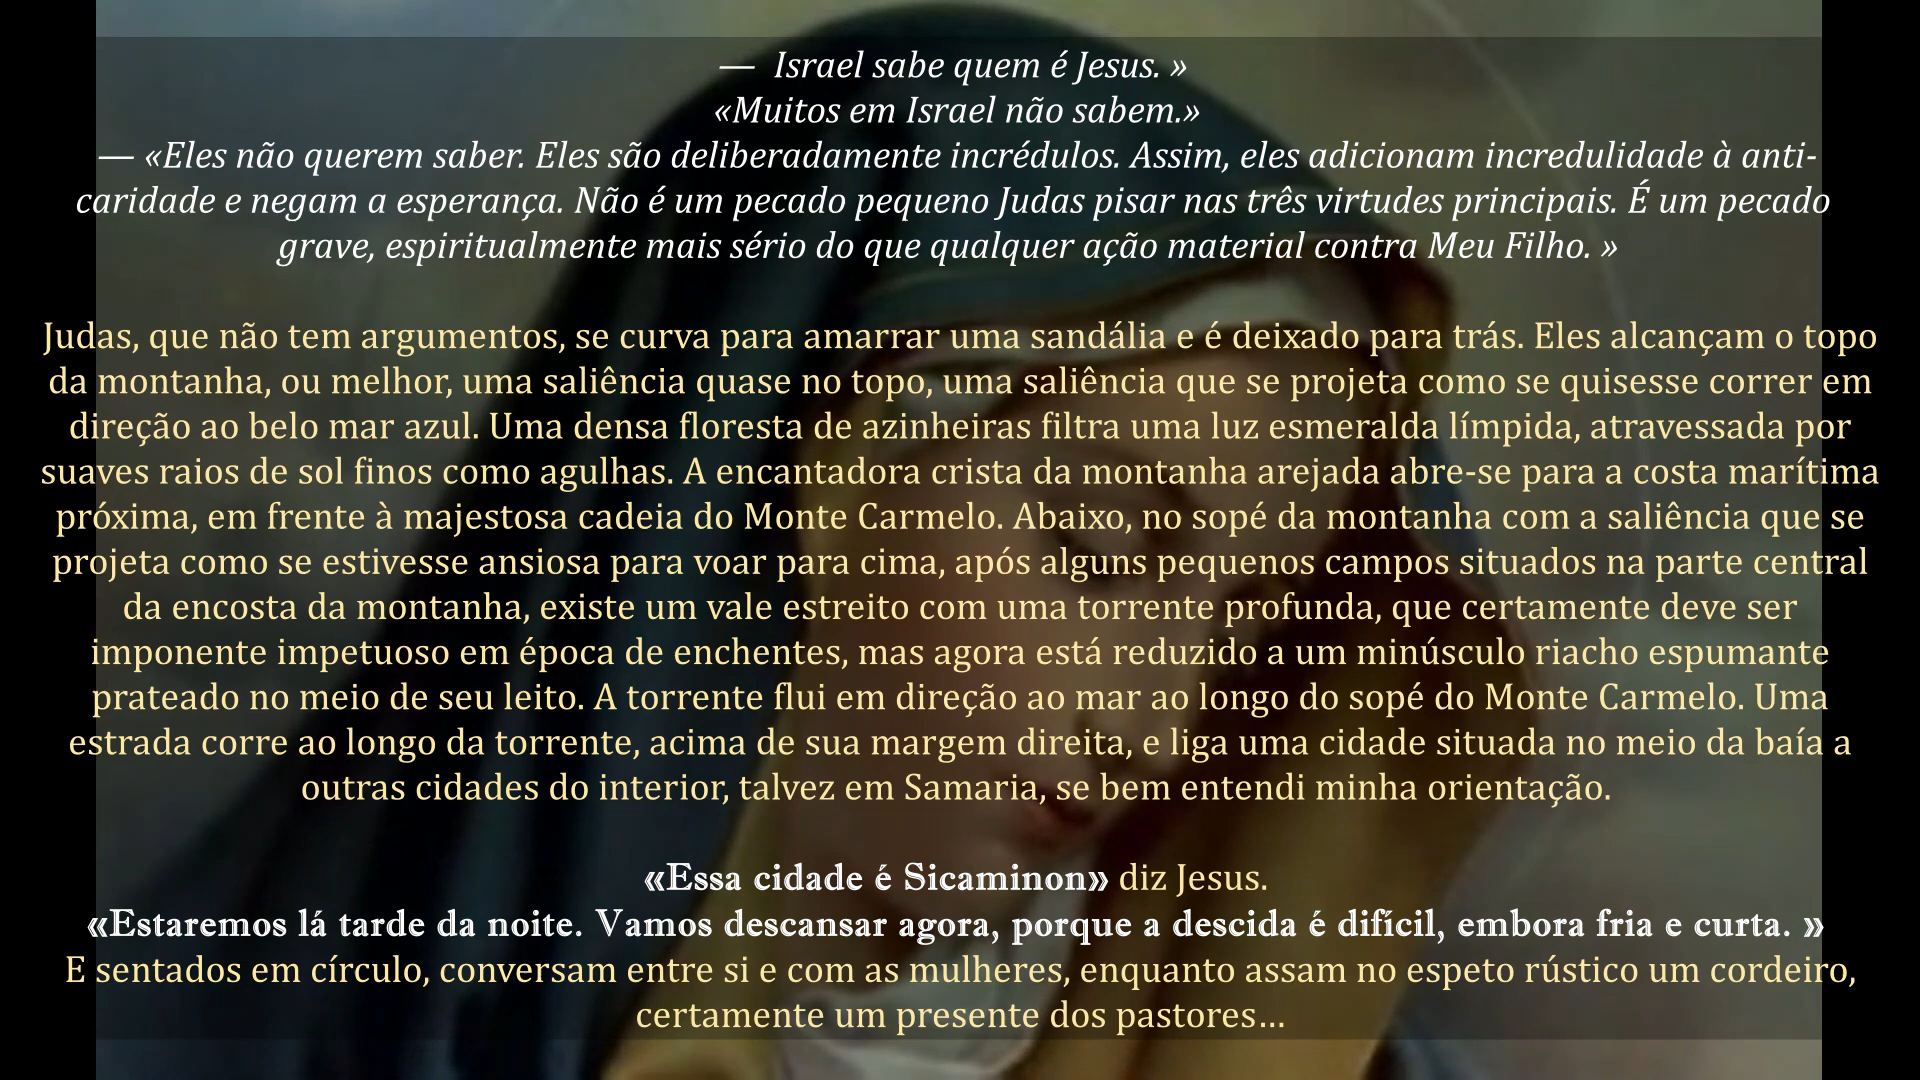 —  Israel sabe quem é Jesus. »
«Muitos em Israel não sabem.»
— «Eles não querem saber. Eles são deliberadamente incrédulos. Assim, eles adicionam incredulidade à anti-
caridade e negam a esperança. Não é um pecado pequeno Judas pisar nas três virtudes principais. É um pecado
grave, espiritualmente mais sério do que qualquer ação material contra Meu Filho. »
Judas, que não tem argumentos, se curva para amarrar uma sandália e é deixado para trás. Eles alcançam o topo
da montanha, ou melhor, uma saliência quase no topo, uma saliência que se projeta como se quisesse correr em
direção ao belo mar azul. Uma densa floresta de azinheiras filtra uma luz esmeralda límpida, atravessada por
suaves raios de sol finos como agulhas. A encantadora crista da montanha arejada abre-se para a costa marítima
próxima, em frente à majestosa cadeia do Monte Carmelo. Abaixo, no sopé da montanha com a saliência que se
projeta como se estivesse ansiosa para voar para cima, após alguns pequenos campos situados na parte central
da encosta da montanha, existe um vale estreito com uma torrente profunda, que certamente deve ser
imponente impetuoso em época de enchentes, mas agora está reduzido a um minúsculo riacho espumante
prateado no meio de seu leito. A torrente flui em direção ao mar ao longo do sopé do Monte Carmelo. Uma
estrada corre ao longo da torrente, acima de sua margem direita, e liga uma cidade situada no meio da baía a
outras cidades do interior, talvez em Samaria, se bem entendi minha orientação.
«Essa cidade é Sicaminon» diz Jesus.
«Estaremos lá tarde da noite. Vamos descansar agora, porque a descida é difícil, embora fria e curta. »
E sentados em círculo, conversam entre si e com as mulheres, enquanto assam no espeto rústico um cordeiro,
certamente um presente dos pastores…